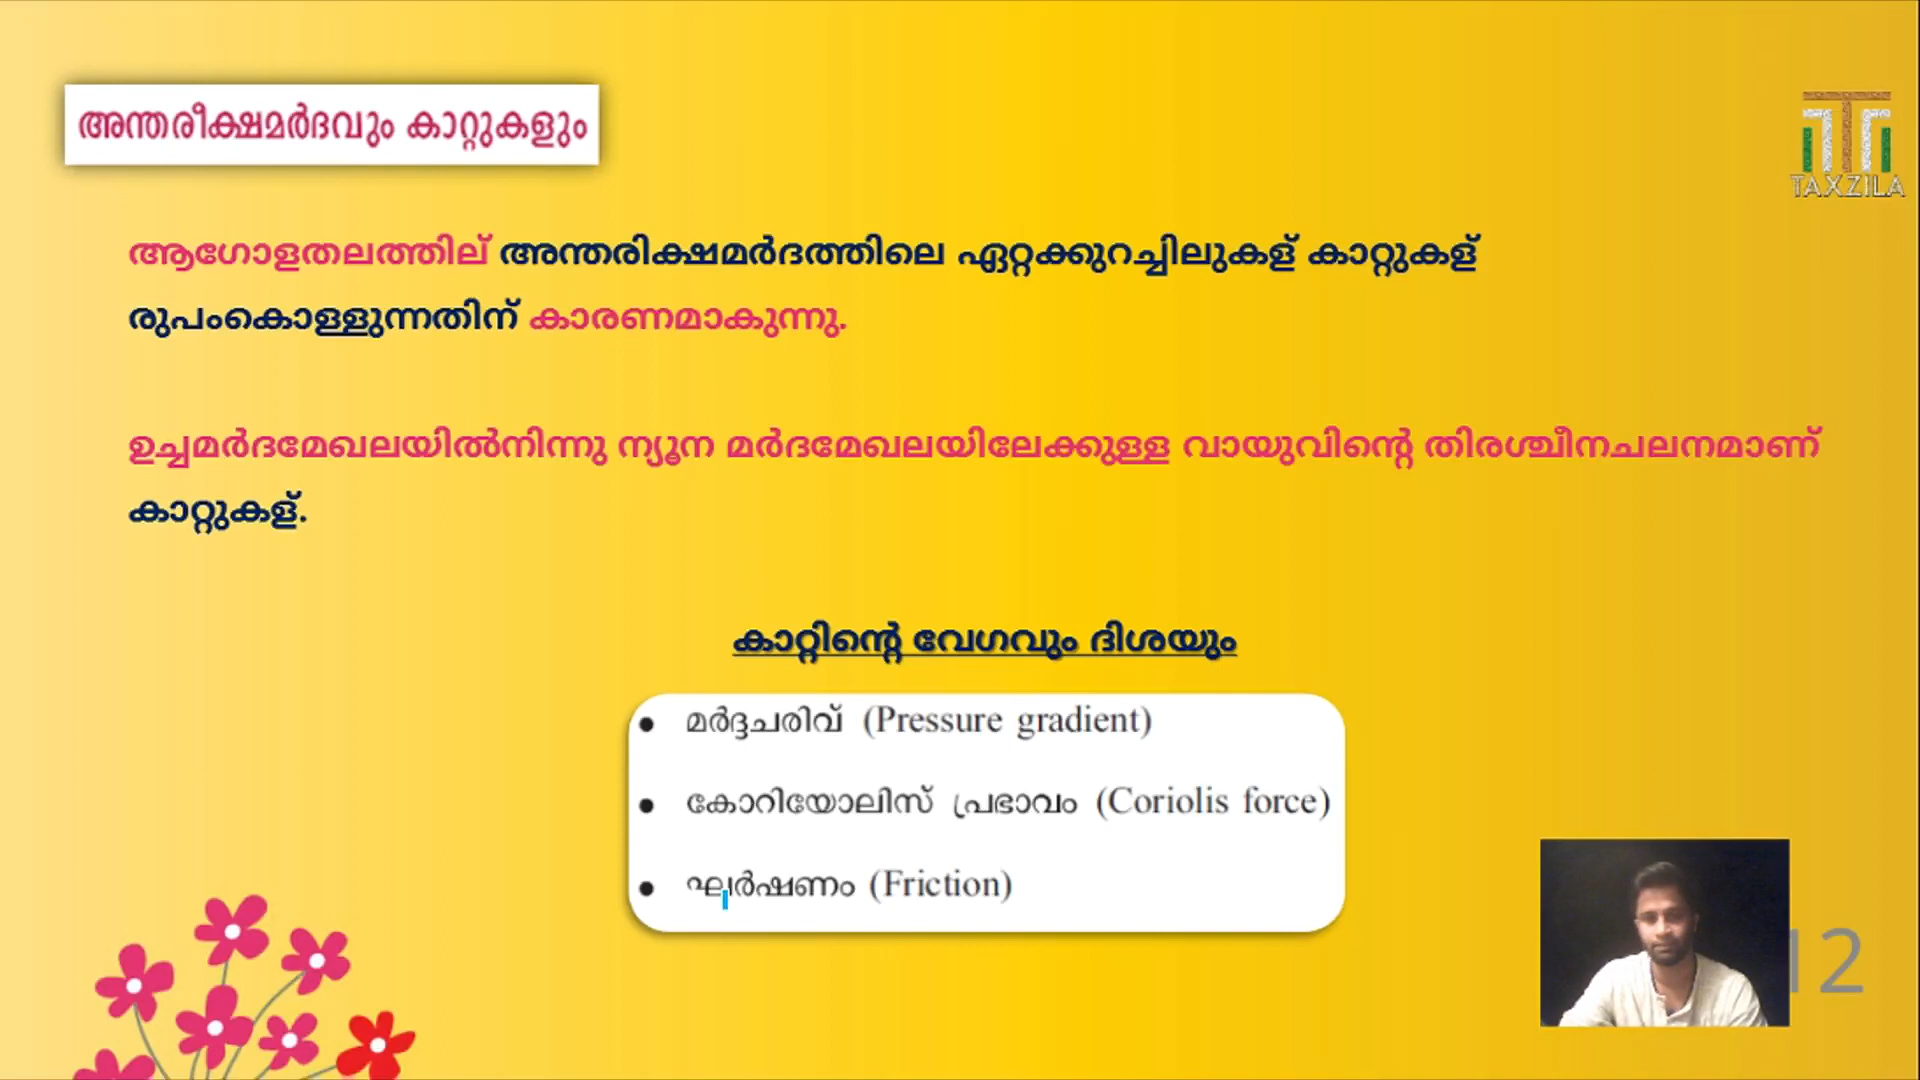 അന്തരീക്ഷമർദവും കാറ്റുകളും
TAXZILA
ആഗോളതലത്തില് അന്തരിക്ഷമർദത്തിലെ ഏറ്റക്കുറച്ചിലുകള് കാറ്റുകള്
രുപംകൊള്ളുന്നതിന് കാരണമാകുന്നു.
ഉച്ചമർദമേഖലയിൽനിന്നു ന്യൂന മർദമേഖലയിലേക്കുള്ള വായുവിന്റെ തിരശ്ചീനചലനമാണ്
കാറ്റുകള്.
കാറ്റിന്റെ വേഗവും ദിശയും
• മർദ്ദചരിവ് (Pressure gradient)
• കോറിയോലിസ് പ്രഭാവം (Coriolis force)
• ഘർഷണം (Friction)
12